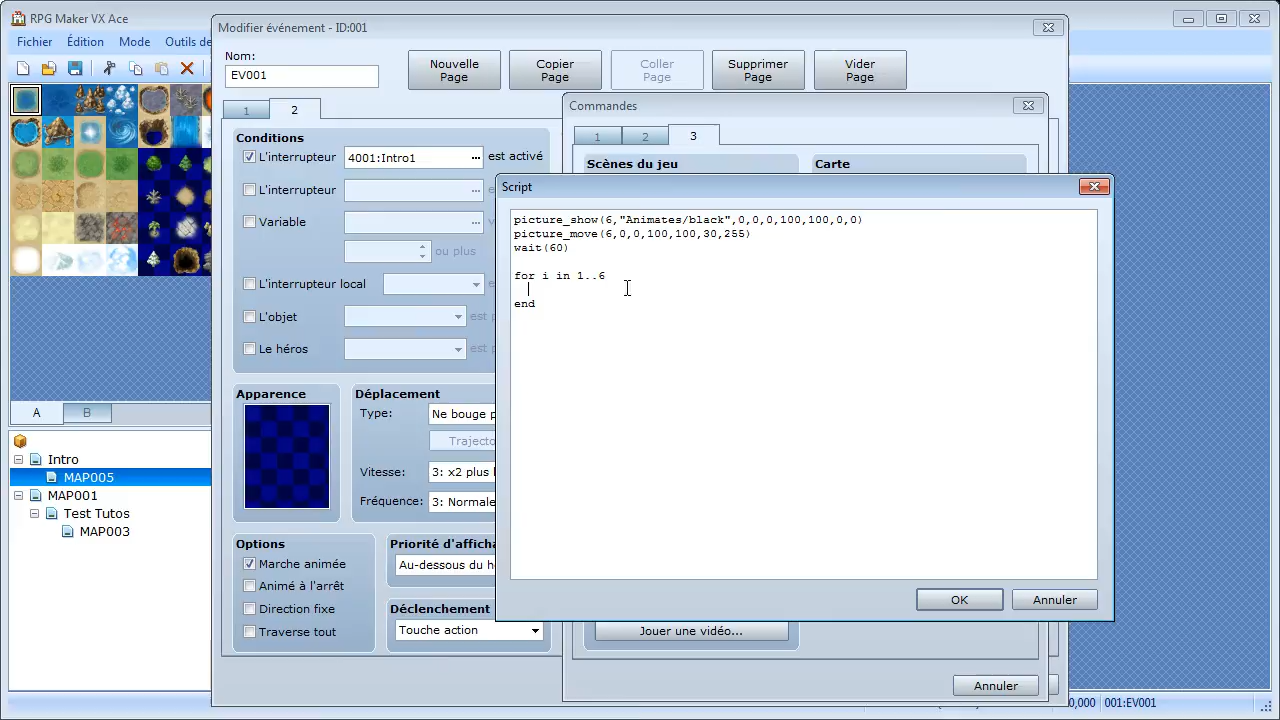 RPG Maker VX Ace
Fichier Édition Mode Outils de
Modifier événement - ID:001
Nom:
EV001
Nouvelle Page
Copier Page
Coller Page
Supprimer Page
Vider Page
1 2
Conditions
L'interrupteur 4001:Intro1 ... est activé
L'interrupteur ...
Variable ...
ou plus
L'interrupteur local
L'objet est p
Le héros est p
Apparence
Déplacement
Type: Ne bouge p
Trajecto
Vitesse: 3: x2 plus l
Fréquence: 3: Normale
Options
Marche animée
Animé à l'arrêt
Direction fixe
Traverse tout
Priorité d'afficha
Au-dessous du h
Déclenchement
Touche action
Commandes
1 2 3
Scènes du jeu
Carte
Script
picture_show(6,"Animates/black",0,0,0,100,100,0,0)
picture_move(6,0,0,100,100,30,255)
wait(60)
for i in 1..6
end
OK
Annuler
Jouer une vidéo...
Annuler
A B
Intro
MAP005
MAP001
Test Tutos
MAP003
0,000 001:EV001